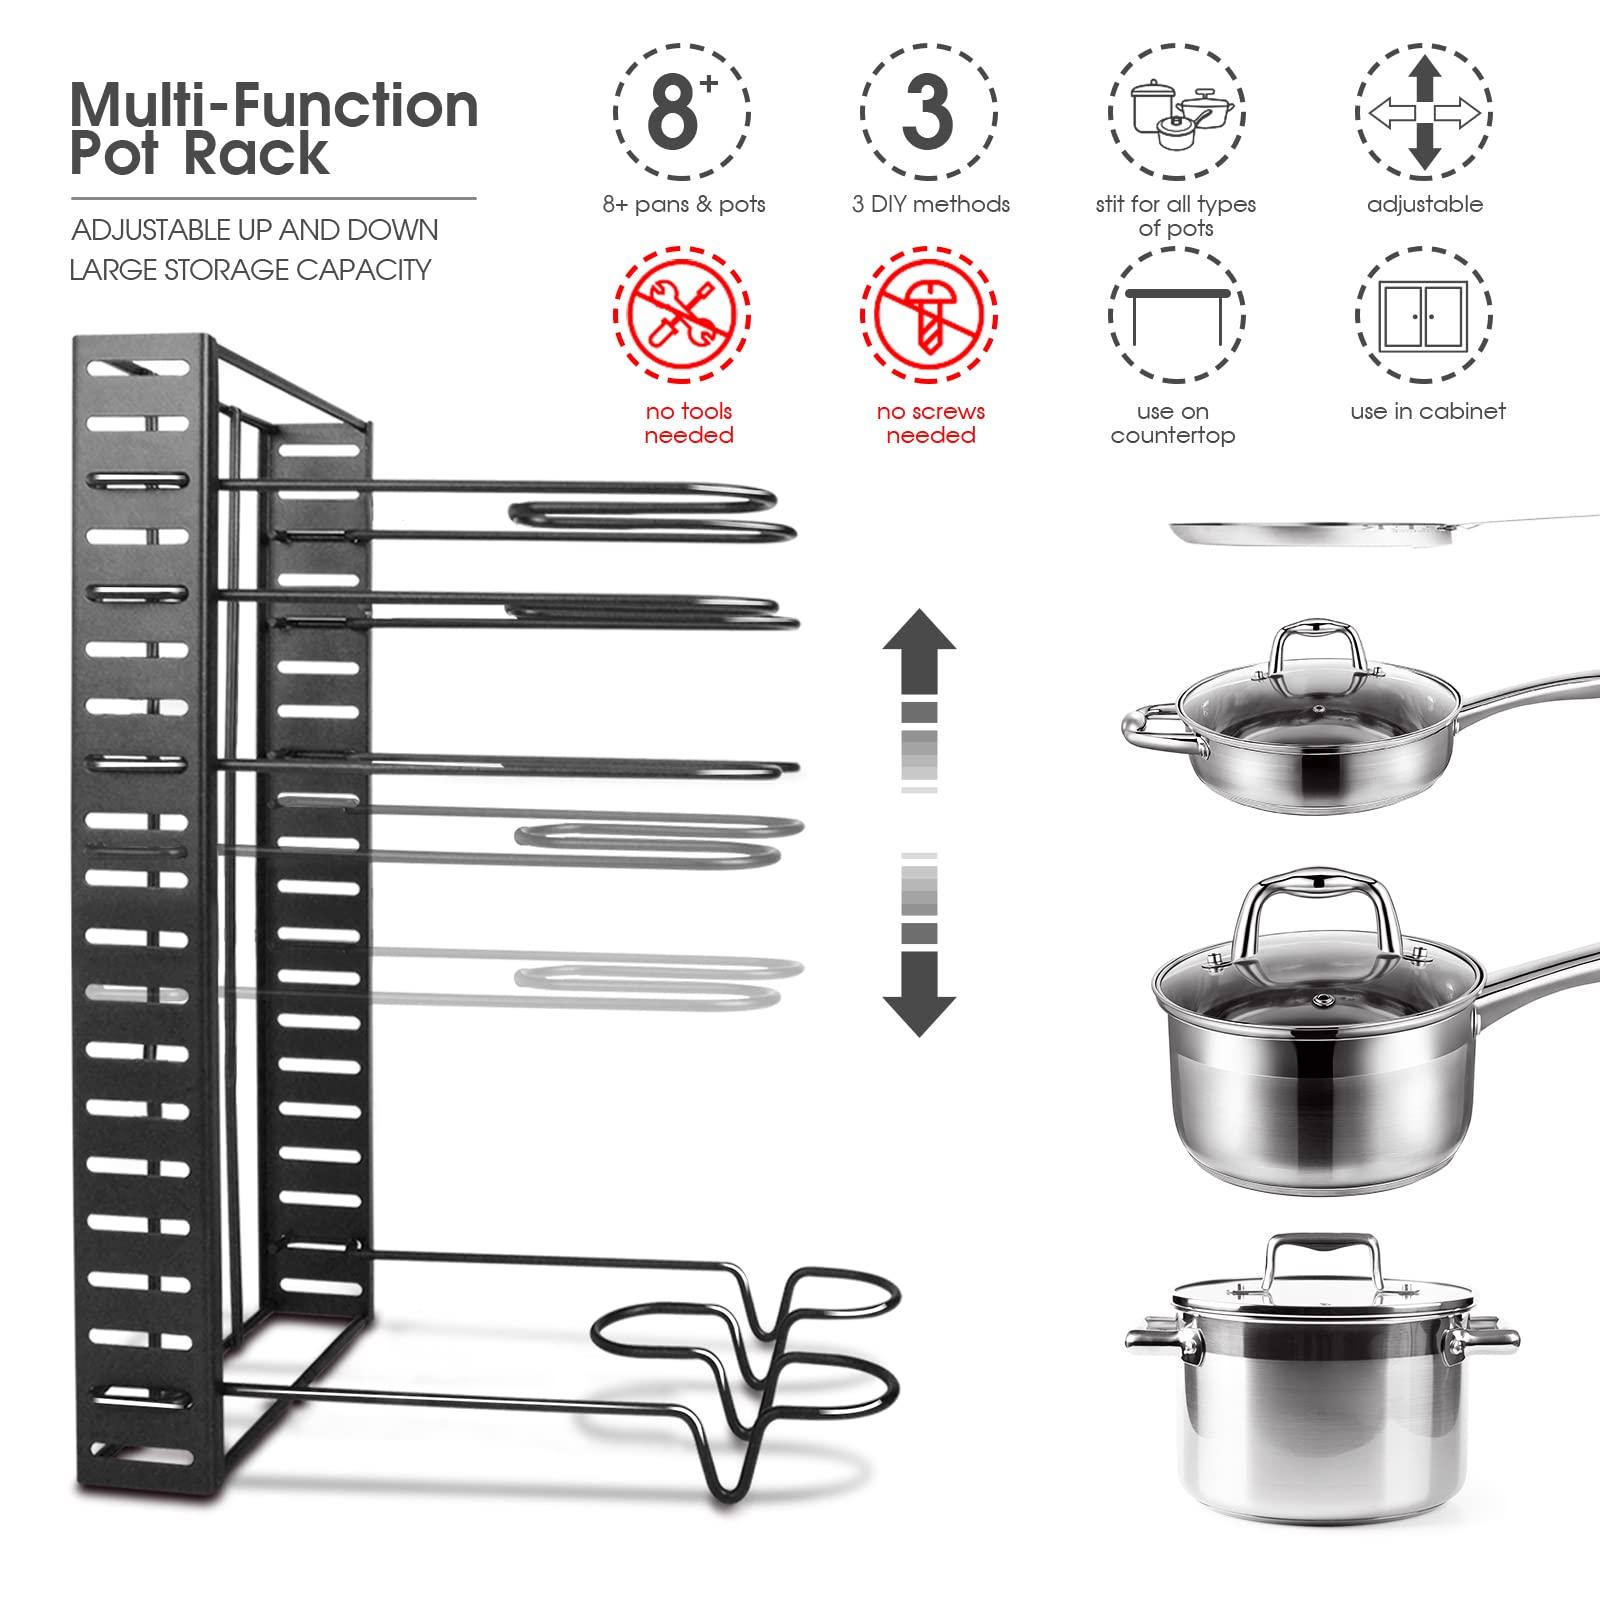 Multi-Function
Pot Rack
ADJUSTABLE UP AND DOWN
LARGE STORAGE CAPACITY
8+
8+ pans & pots
3
3 DIY methods
stit for all types
of pots
adjustable
no tools
needed
no screws
needed
use on
countertop
use in cabinet